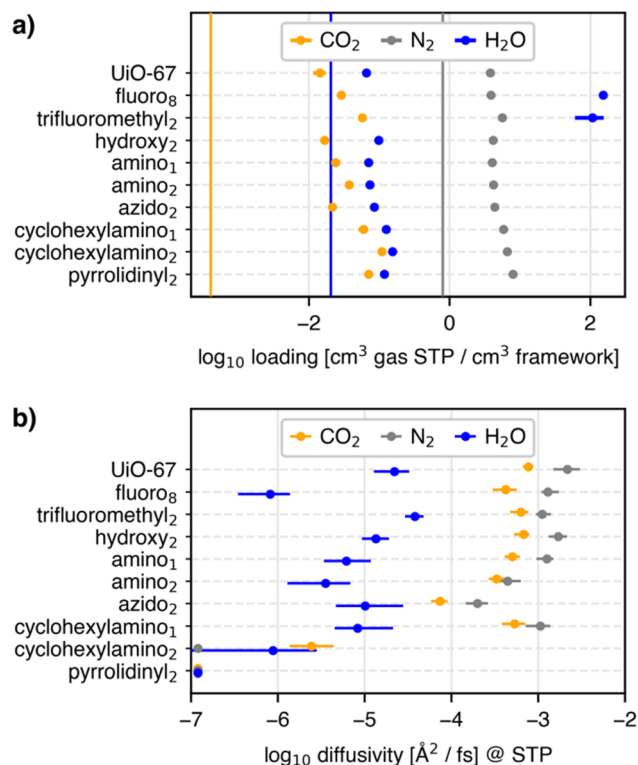 a)
CO₂ N₂ H₂O
UiO-67
fluoro₈
trifluoromethyl₂
hydroxy₂
amino₁
amino₂
azido₂
cyclohexylamino₁
cyclohexylamino₂
pyrrolidinyl₂
−2 0 2
log₁₀ loading [cm³ gas STP / cm³ framework]
b)
CO₂ N₂ H₂O
UiO-67
fluoro₈
trifluoromethyl₂
hydroxy₂
amino₁
amino₂
azido₂
cyclohexylamino₁
cyclohexylamino₂
pyrrolidinyl₂
−7 −6 −5 −4 −3 −2
log₁₀ diffusivity [Å² / fs] @ STP